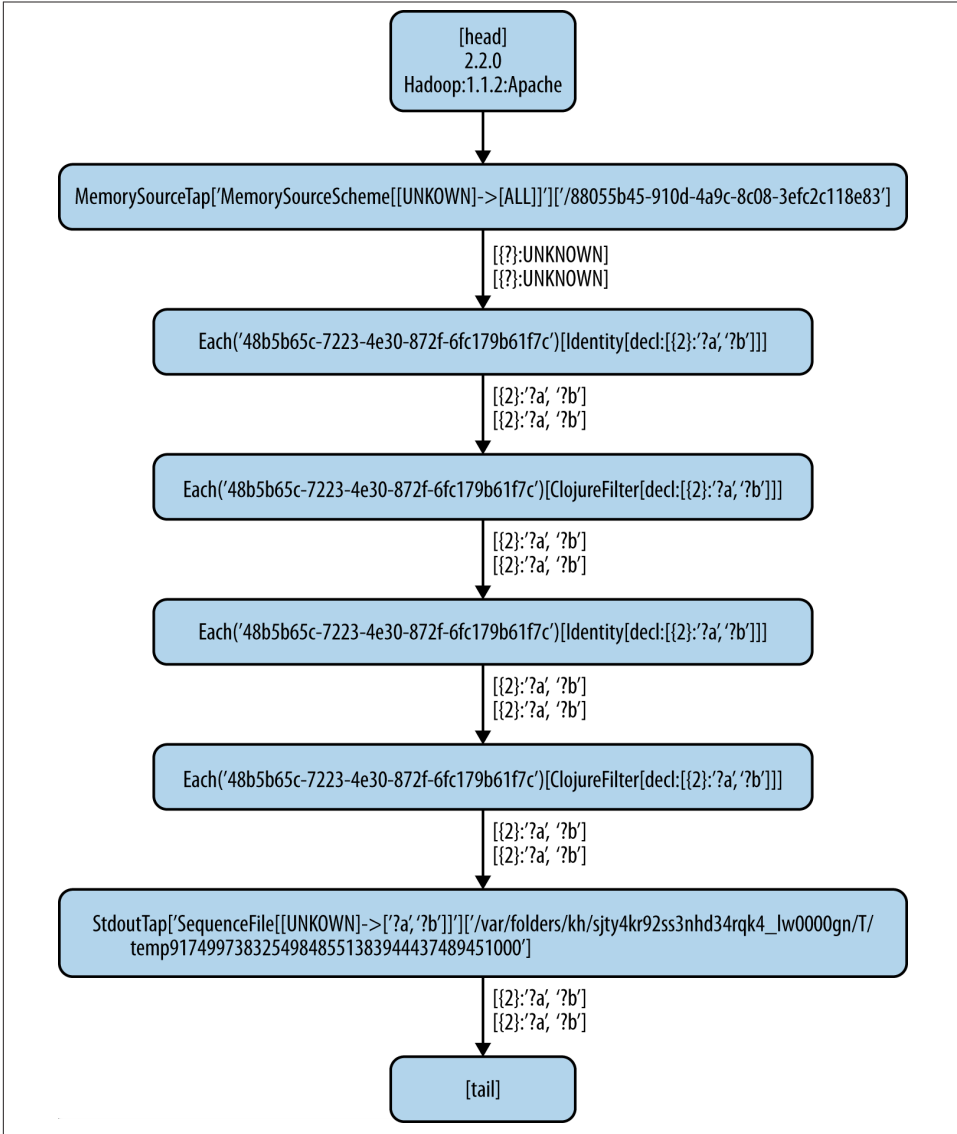 [head]
2.2.0
Hadoop:1.1.2:Apache
MemorySourceTap['MemorySourceScheme[[UNKOWN]->[ALL]]']['/88055b45-910d-4a9c-8c08-3efc2c118e83']
[{?}:UNKNOWN]
[{?}:UNKNOWN]
Each('48b5b65c-7223-4e30-872f-6fc179b61f7c')[Identity[decl:[{2}:'?a', '?b']]]
[{2}:'?a', '?b']
[{2}:'?a', '?b']
Each('48b5b65c-7223-4e30-872f-6fc179b61f7c')[ClojureFilter[decl:[{2}:'?a', '?b']]]
[{2}:'?a', '?b']
[{2}:'?a', '?b']
Each('48b5b65c-7223-4e30-872f-6fc179b61f7c')[Identity[decl:[{2}:'?a', '?b']]]
[{2}:'?a', '?b']
[{2}:'?a', '?b']
Each('48b5b65c-7223-4e30-872f-6fc179b61f7c')[ClojureFilter[decl:[{2}:'?a', '?b']]]
[{2}:'?a', '?b']
[{2}:'?a', '?b']
StdoutTap['SequenceFile[[UNKOWN]->['?a', '?b']]']['/var/folders/kh/sjty4kr92ss3nhd34rqk4_lw0000gn/T/
temp91749973832549848551383944437489451000']
[{2}:'?a', '?b']
[{2}:'?a', '?b']
[tail]